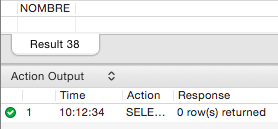 NOMBRE
Result 38
Action Output
Time Action Response
1 10:12:34 SELE... 0 row(s) returned